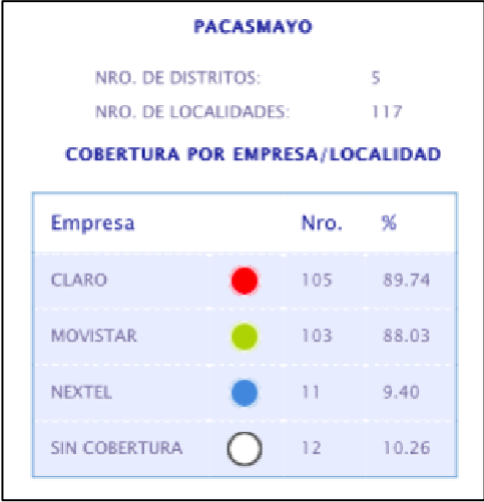 PACASMAYO
NRO. DE DISTRITOS: 5
NRO. DE LOCALIDADES: 117
COBERTURA POR EMPRESA/LOCALIDAD
Empresa Nro. %
CLARO 105 89.74
MOVISTAR 103 88.03
NEXTEL 11 9.40
SIN COBERTURA 12 10.26